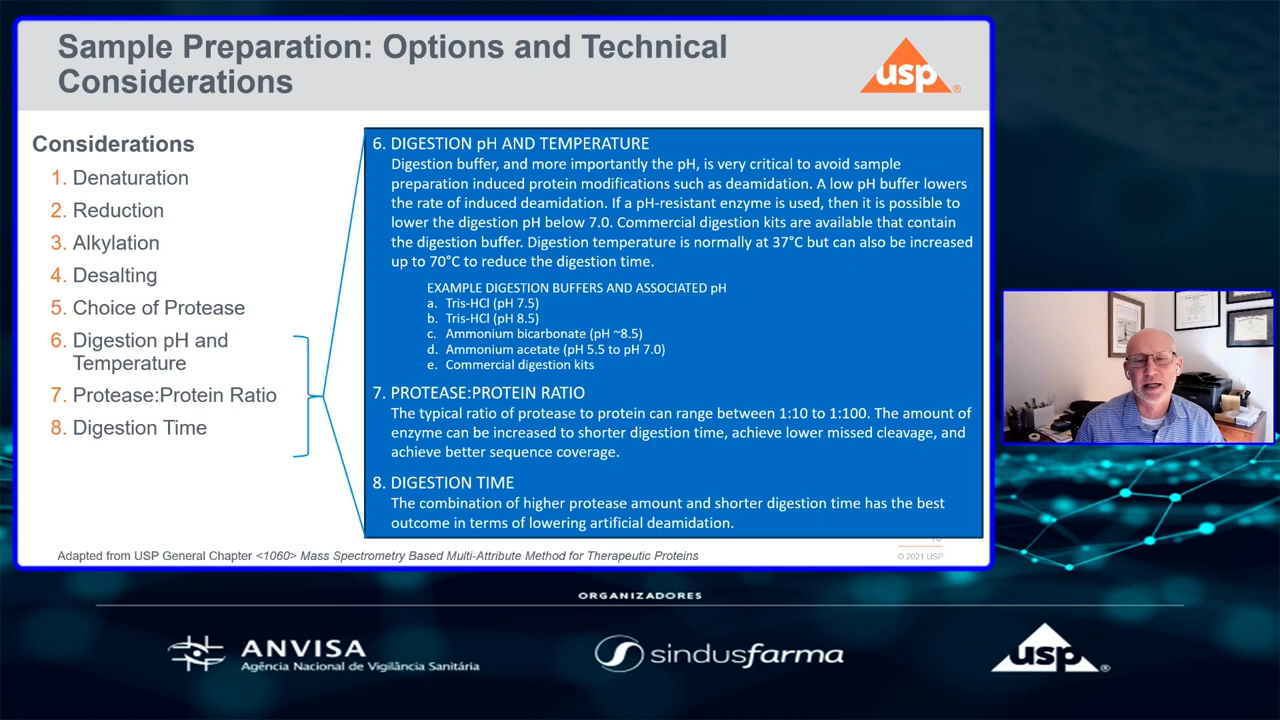 Sample Preparation: Options and Technical
Considerations
usp®
Considerations
1. Denaturation
2. Reduction
3. Alkylation
4. Desalting
5. Choice of Protease
6. Digestion pH and
Temperature
7. Protease:Protein Ratio
8. Digestion Time
6. DIGESTION pH AND TEMPERATURE
Digestion buffer, and more importantly the pH, is very critical to avoid sample
preparation induced protein modifications such as deamidation. A low pH buffer lowers
the rate of induced deamidation. If a pH-resistant enzyme is used, then it is possible to
lower the digestion pH below 7.0. Commercial digestion kits are available that contain
the digestion buffer. Digestion temperature is normally at 37°C but can also be increased
up to 70°C to reduce the digestion time.
EXAMPLE DIGESTION BUFFERS AND ASSOCIATED pH
a. Tris-HCl (pH 7.5)
b. Tris-HCl (pH 8.5)
c. Ammonium bicarbonate (pH ~8.5)
d. Ammonium acetate (pH 5.5 to pH 7.0)
e. Commercial digestion kits
7. PROTEASE:PROTEIN RATIO
The typical ratio of protease to protein can range between 1:10 to 1:100. The amount of
enzyme can be increased to shorter digestion time, achieve lower missed cleavage, and
achieve better sequence coverage.
8. DIGESTION TIME
The combination of higher protease amount and shorter digestion time has the best
outcome in terms of lowering artificial deamidation.
Adapted from USP General Chapter <1060> Mass Spectrometry Based Multi-Attribute Method for Therapeutic Proteins
© 2021 USP
ORGANIZADORES
ANVISA
Agência Nacional de Vigilância Sanitária
sindusfarma
usp®